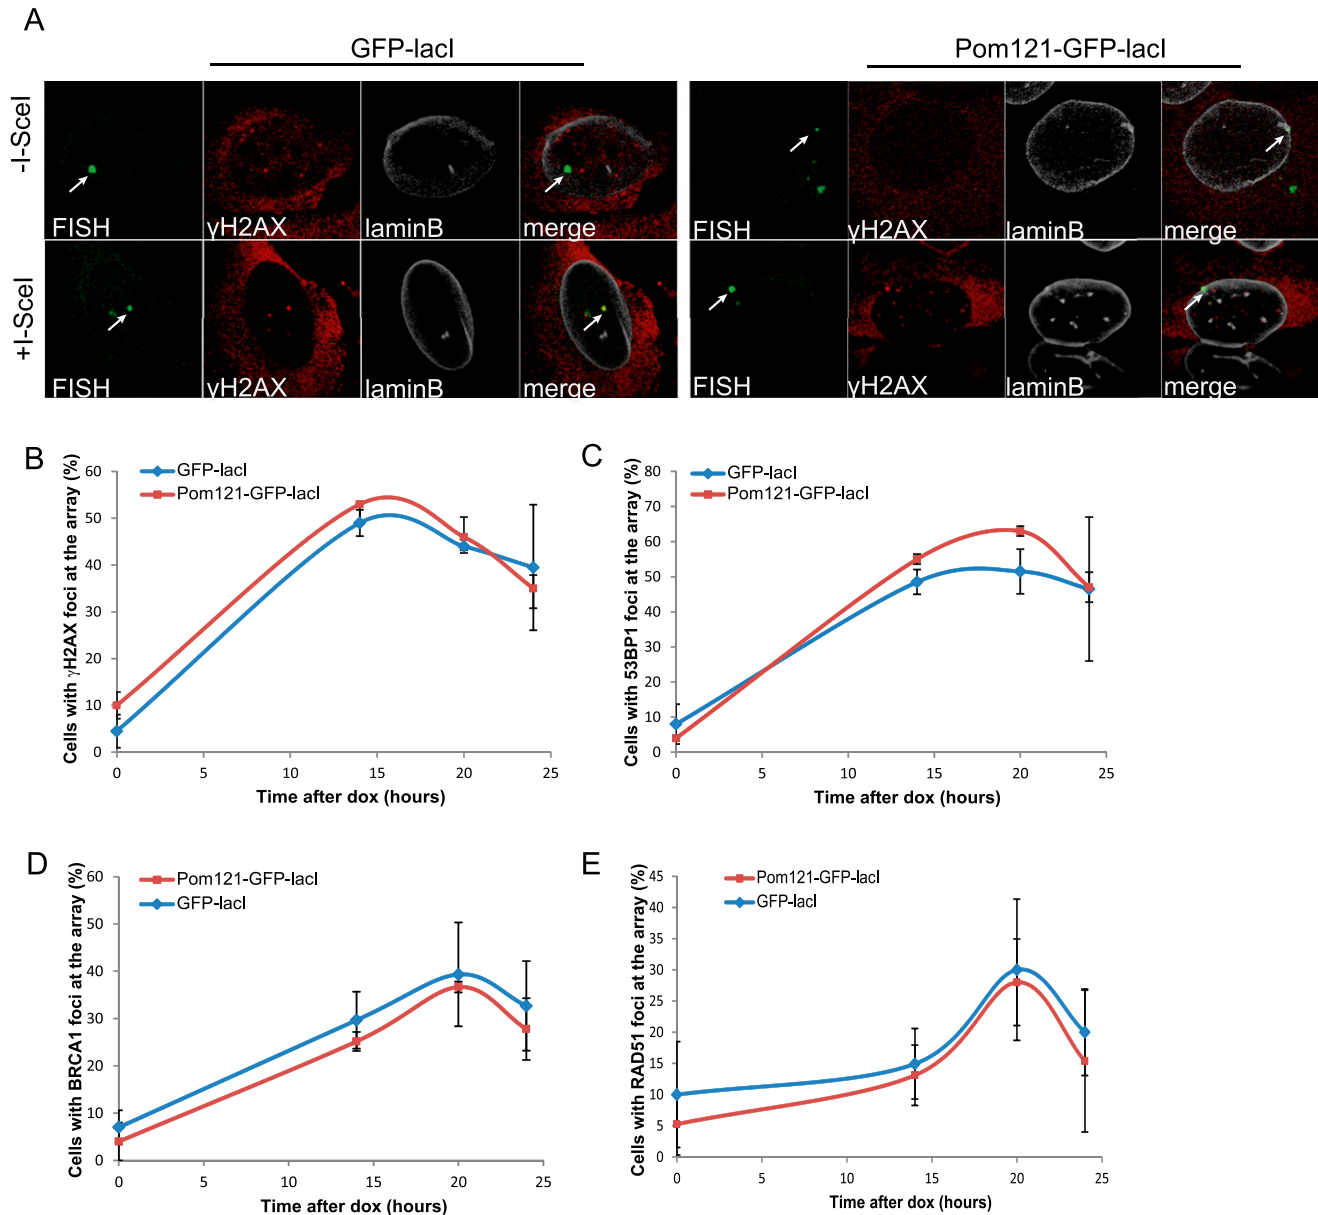 A
GFP-lacI
Pom121-GFP-lacI
-I-SceI
FISH
γH2AX
laminB
merge
FISH
γH2AX
laminB
merge
+I-SceI
FISH
γH2AX
laminB
merge
FISH
γH2AX
laminB
merge
B
Cells with γH2AX foci at the array (%)
60
50
40
30
20
10
0
GFP-lacI
Pom121-GFP-lacI
0 5 10 15 20 25
Time after dox (hours)
C
Cells with 53BP1 foci at the array (%)
80
70
60
50
40
30
20
10
0
GFP-lacI
Pom121-GFP-lacI
0 5 10 15 20 25
Time after dox (hours)
D
Cells with BRCA1 foci at the array (%)
60
50
40
30
20
10
0
Pom121-GFP-lacI
GFP-lacI
0 5 10 15 20 25
Time after dox (hours)
E
Cells with RAD51 foci at the array (%)
45
40
35
30
25
20
15
10
5
0
Pom121-GFP-lacI
GFP-lacI
0 5 10 15 20 25
Time after dox (hours)